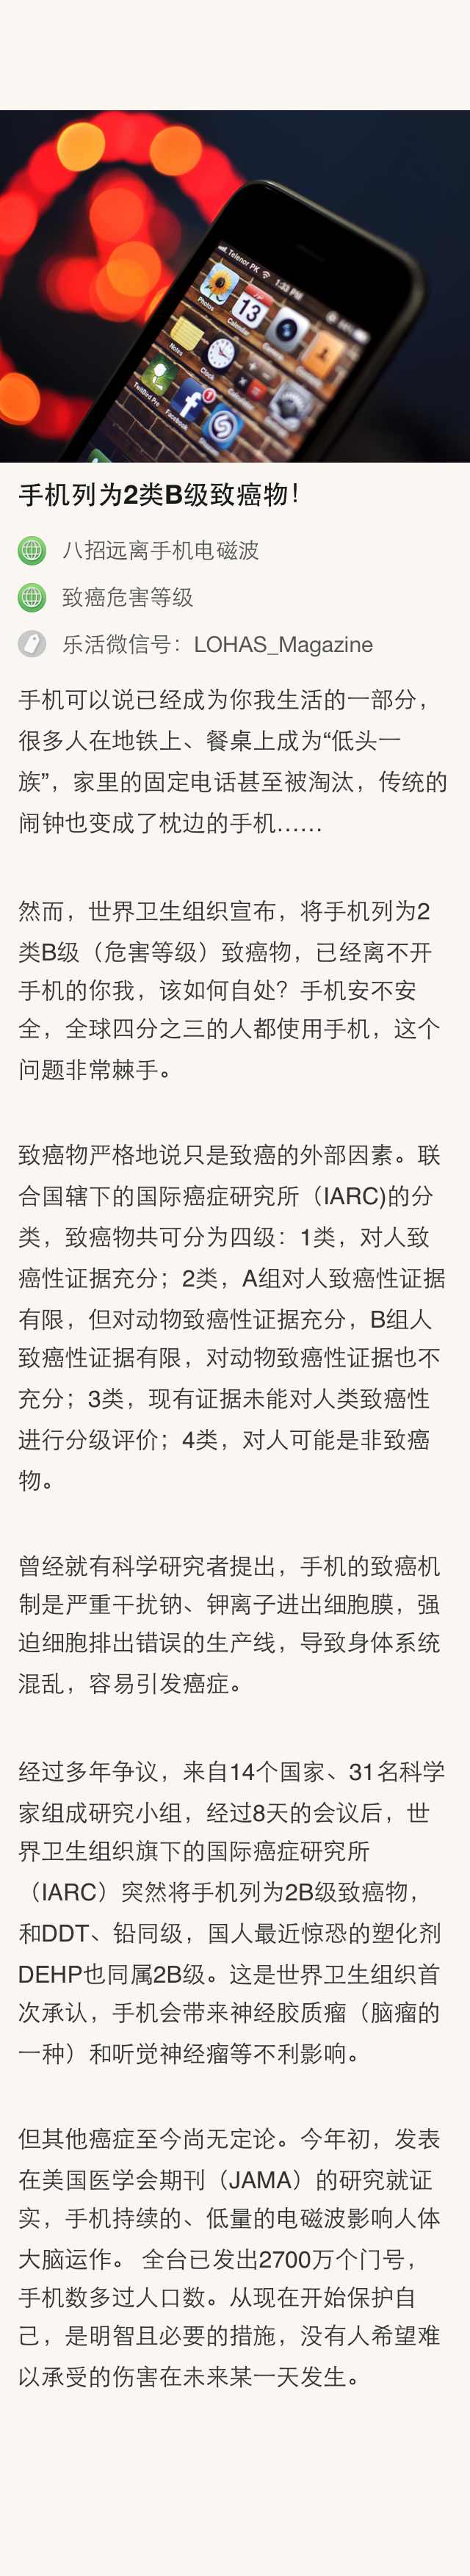 Telenor PK
1:33 PM
13
Photos
Calendar
Notes
Clock
TwitBird Pro
Facebook
手机列为2类B级致癌物！
八招远离手机电磁波
致癌危害等级
乐活微信号：LOHAS_Magazine
手机可以说已经成为你我生活的一部分，
很多人在地铁上、餐桌上成为“低头一
族”，家里的固定电话甚至被淘汰，传统的
闹钟也变成了枕边的手机……
然而，世界卫生组织宣布，将手机列为2
类B级（危害等级）致癌物，已经离不开
手机的你我，该如何自处？手机安不安
全，全球四分之三的人都使用手机，这个
问题非常棘手。
致癌物严格地说只是致癌的外部因素。联
合国辖下的国际癌症研究所（IARC)的分
类，致癌物共可分为四级：1类，对人致
癌性证据充分；2类，A组对人致癌性证据
有限，但对动物致癌性证据充分，B组人
致癌性证据有限，对动物致癌性证据也不
充分；3类，现有证据未能对人类致癌性
进行分级评价；4类，对人可能是非致癌
物。
曾经就有科学研究者提出，手机的致癌机
制是严重干扰钠、钾离子进出细胞膜，强
迫细胞排出错误的生产线，导致身体系统
混乱，容易引发癌症。
经过多年争议，来自14个国家、31名科学
家组成研究小组，经过8天的会议后，世
界卫生组织旗下的国际癌症研究所
（IARC）突然将手机列为2B级致癌物，
和DDT、铅同级，国人最近惊恐的塑化剂
DEHP也同属2B级。这是世界卫生组织首
次承认，手机会带来神经胶质瘤（脑瘤的
一种）和听觉神经瘤等不利影响。
但其他癌症至今尚无定论。今年初，发表
在美国医学会期刊（JAMA）的研究就证
实，手机持续的、低量的电磁波影响人体
大脑运作。 全台已发出2700万个门号，
手机数多过人口数。从现在开始保护自
己，是明智且必要的措施，没有人希望难
以承受的伤害在未来某一天发生。